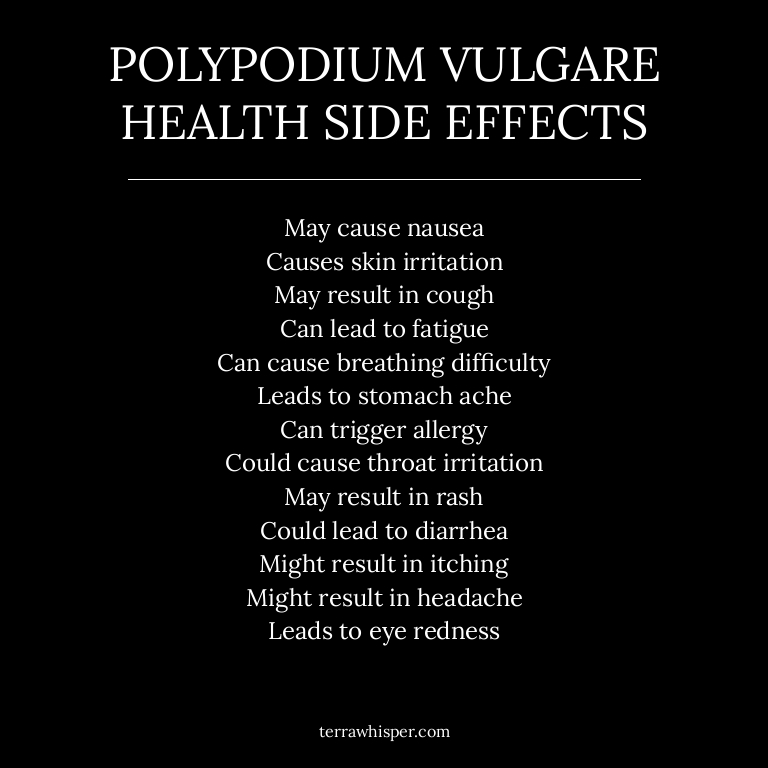 POLYPODIUM VULGARE
HEALTH SIDE EFFECTS
May cause nausea
Causes skin irritation
May result in cough
Can lead to fatigue
Can cause breathing difficulty
Leads to stomach ache
Can trigger allergy
Could cause throat irritation
May result in rash
Could lead to diarrhea
Might result in itching
Might result in headache
Leads to eye redness
terrawhisper.com